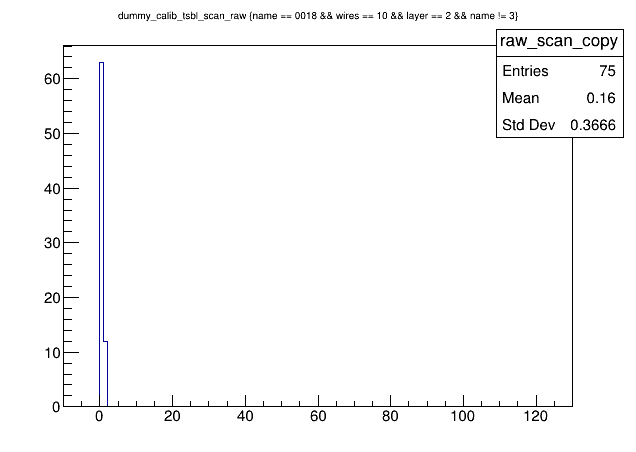 dummy_calib_tsbl_scan_raw {name == 0018 && wires == 10 && layer == 2 && name != 3}
raw_scan_copy
Entries 75
Mean 0.16
Std Dev 0.3666
60
50
40
30
20
10
0
0 20 40 60 80 100 120